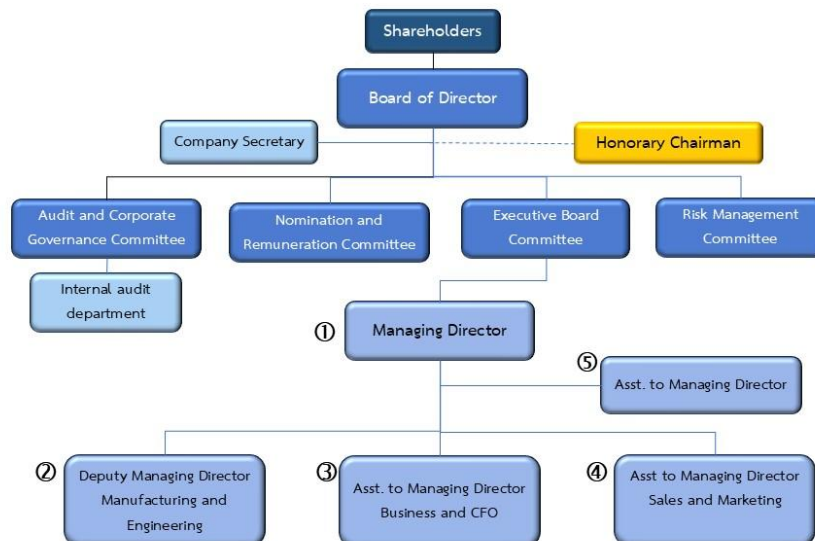 Shareholders
Board of Director
Company Secretary
Honorary Chairman
Audit and Corporate
Governance Committee
Nomination and
Remuneration Committee
Executive Board
Committee
Risk Management
Committee
Internal audit
department
① Managing Director
⑤ Asst. to Managing Director
② Deputy Managing Director
Manufacturing and
Engineering
③ Asst. to Managing Director
Business and CFO
④ Asst to Managing Director
Sales and Marketing